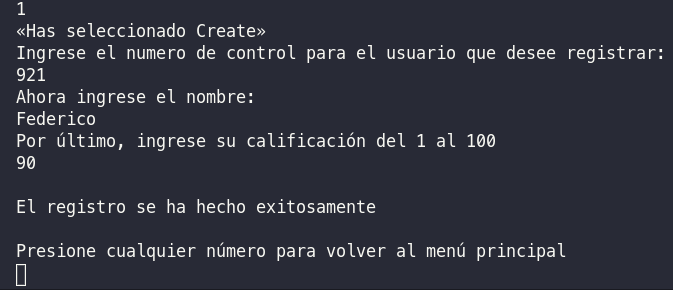 1
«Has seleccionado Create»
Ingrese el numero de control para el usuario que desee registrar:
921
Ahora ingrese el nombre:
Federico
Por último, ingrese su calificación del 1 al 100
90
El registro se ha hecho exitosamente
Presione cualquier número para volver al menú principal